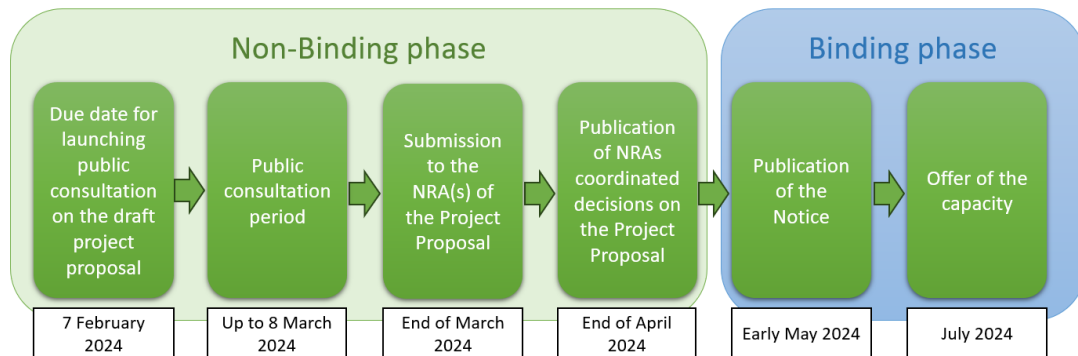 Non-Binding phase
Binding phase
Due date for
launching
public
consultation
on the draft
project
proposal
Public
consultation
period
Submission
to the
NRA(s) of
the Project
Proposal
Publication
of NRAs
coordinated
decisions on
the Project
Proposal
Publication
of the
Notice
Offer of the
capacity
7 February
2024
Up to 8 March
2024
End of March
2024
End of April
2024
Early May 2024
July 2024